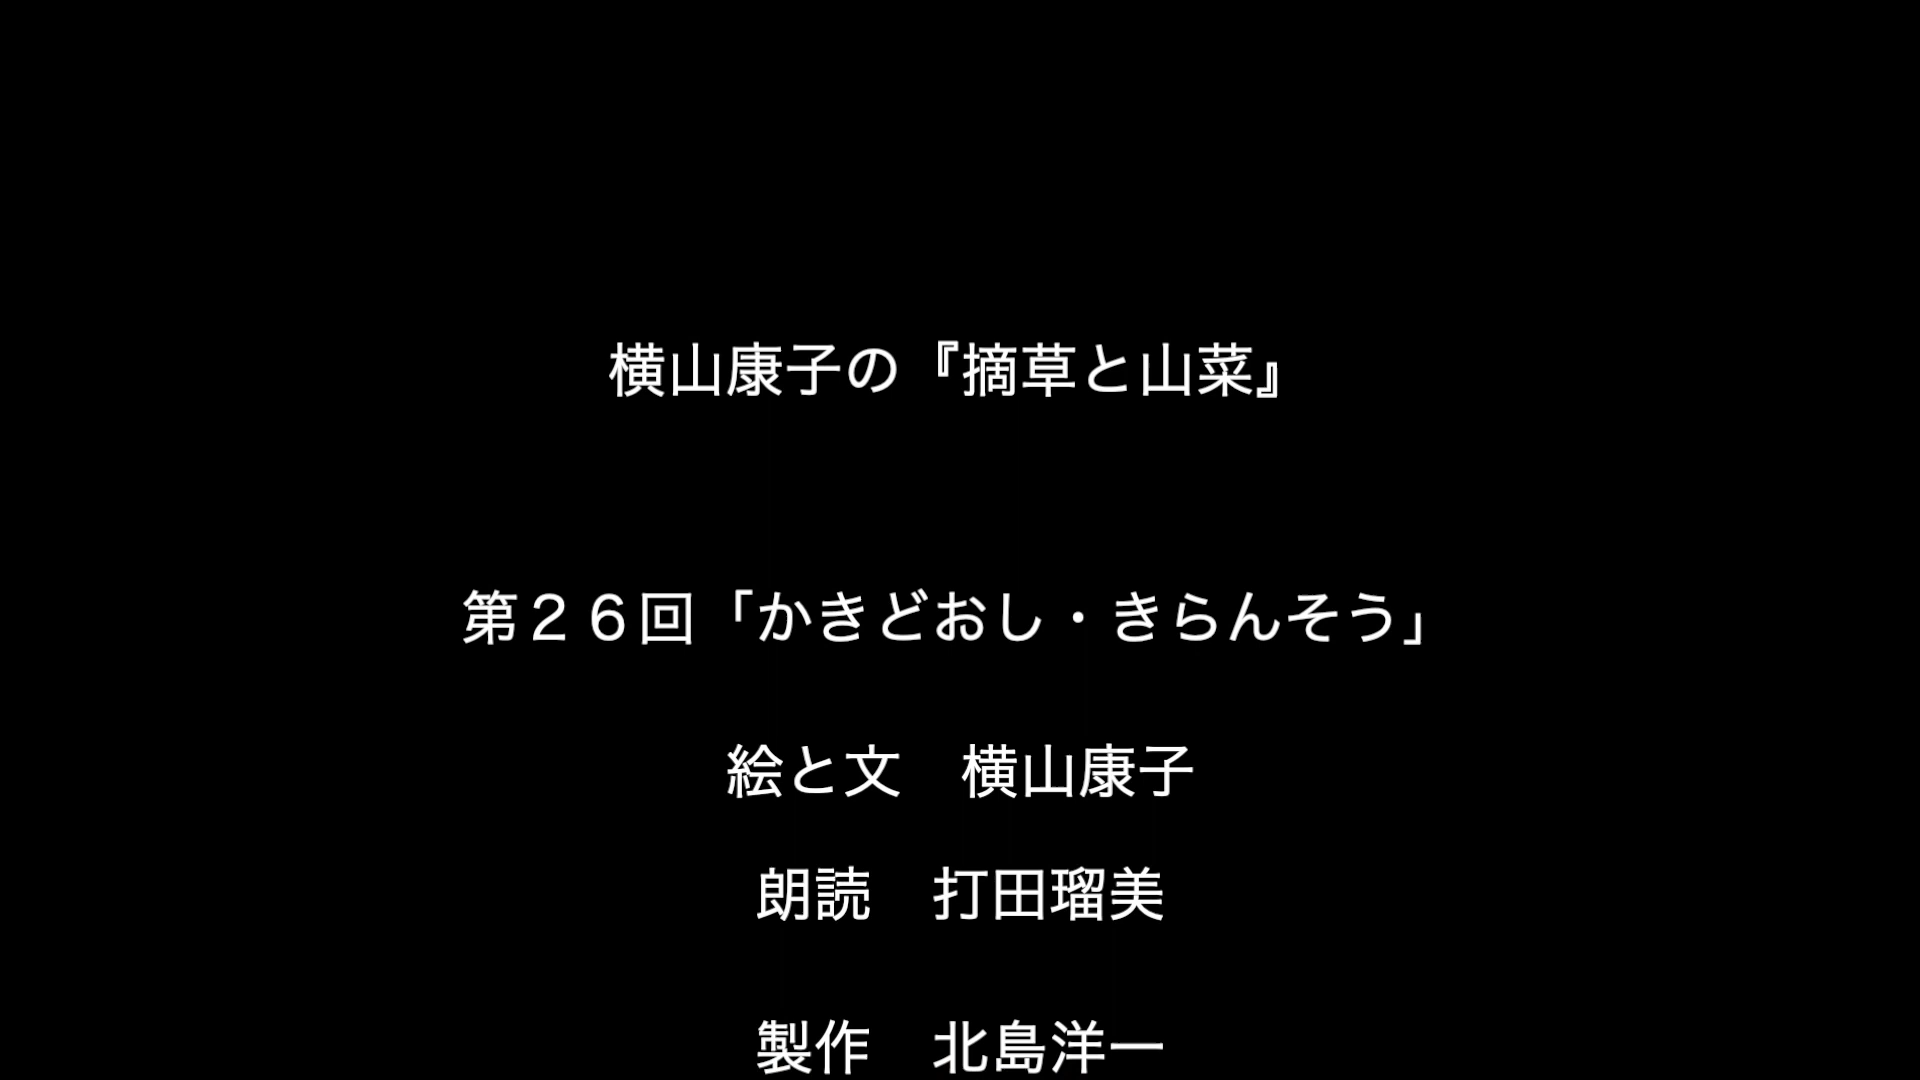 横山康子の『摘草と山菜』
第２６回「かきどおし・きらんそう」
絵と文　横山康子
朗読　打田瑠美
製作　北島洋一